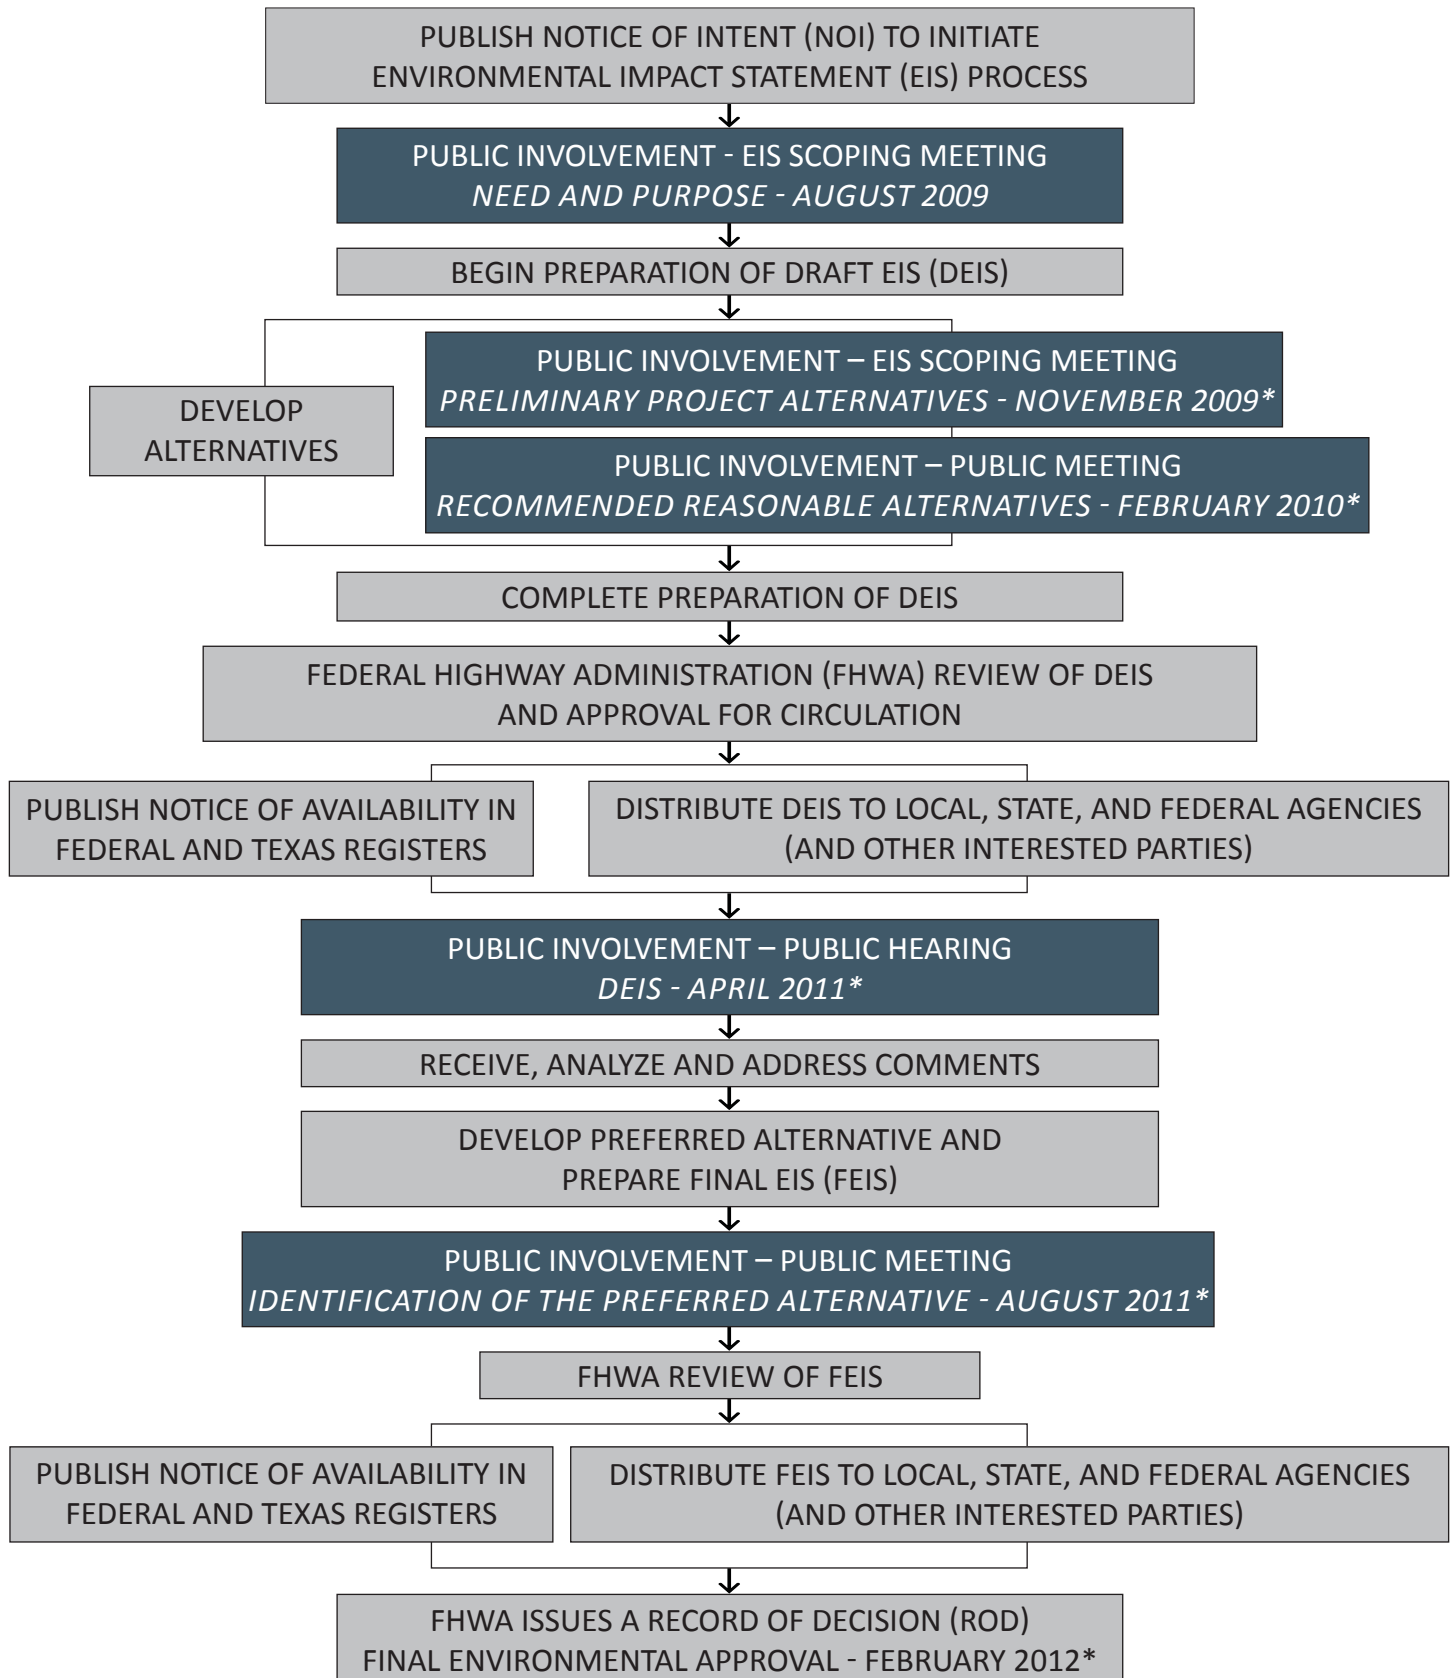 PUBLISH NOTICE OF INTENT (NOI) TO INITIATE
ENVIRONMENTAL IMPACT STATEMENT (EIS) PROCESS
PUBLIC INVOLVEMENT - EIS SCOPING MEETING
NEED AND PURPOSE - AUGUST 2009
BEGIN PREPARATION OF DRAFT EIS (DEIS)
DEVELOP
ALTERNATIVES
PUBLIC INVOLVEMENT – EIS SCOPING MEETING
PRELIMINARY PROJECT ALTERNATIVES - NOVEMBER 2009*
PUBLIC INVOLVEMENT – PUBLIC MEETING
RECOMMENDED REASONABLE ALTERNATIVES - FEBRUARY 2010*
COMPLETE PREPARATION OF DEIS
FEDERAL HIGHWAY ADMINISTRATION (FHWA) REVIEW OF DEIS
AND APPROVAL FOR CIRCULATION
PUBLISH NOTICE OF AVAILABILITY IN
FEDERAL AND TEXAS REGISTERS
DISTRIBUTE DEIS TO LOCAL, STATE, AND FEDERAL AGENCIES
(AND OTHER INTERESTED PARTIES)
PUBLIC INVOLVEMENT – PUBLIC HEARING
DEIS - APRIL 2011*
RECEIVE, ANALYZE AND ADDRESS COMMENTS
DEVELOP PREFERRED ALTERNATIVE AND
PREPARE FINAL EIS (FEIS)
PUBLIC INVOLVEMENT – PUBLIC MEETING
IDENTIFICATION OF THE PREFERRED ALTERNATIVE - AUGUST 2011*
FHWA REVIEW OF FEIS
PUBLISH NOTICE OF AVAILABILITY IN
FEDERAL AND TEXAS REGISTERS
DISTRIBUTE FEIS TO LOCAL, STATE, AND FEDERAL AGENCIES
(AND OTHER INTERESTED PARTIES)
FHWA ISSUES A RECORD OF DECISION (ROD)
FINAL ENVIRONMENTAL APPROVAL - FEBRUARY 2012*